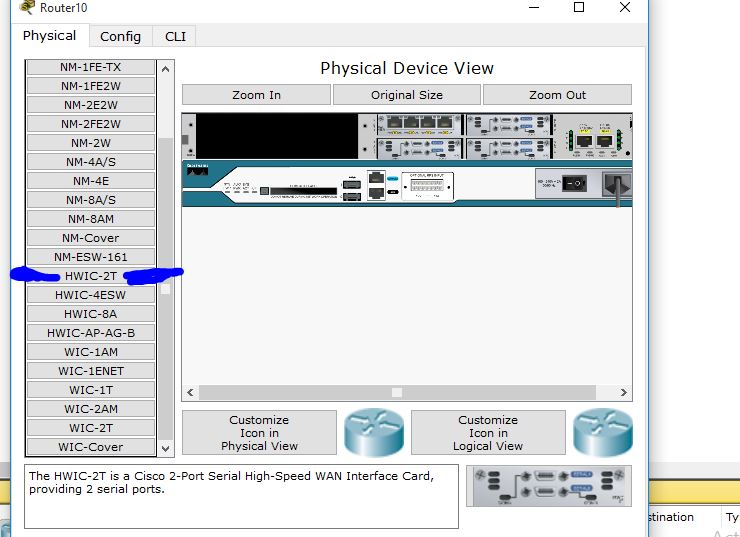 Router10
Physical
Config
CLI
NM-1FE-TX
NM-1FE2W
NM-2E2W
NM-2FE2W
NM-2W
NM-4A/S
NM-4E
NM-8A/S
NM-8AM
NM-Cover
NM-ESW-161
HWIC-2T
HWIC-4ESW
HWIC-8A
HWIC-AP-AG-B
WIC-1AM
WIC-1ENET
WIC-1T
WIC-2AM
WIC-2T
WIC-Cover
Physical Device View
Zoom In
Original Size
Zoom Out
OPTIONAL RPS INPUT
Customize
Icon in
Physical View
Customize
Icon in
Logical View
The HWIC-2T is a Cisco 2-Port Serial High-Speed WAN Interface Card,
providing 2 serial ports.
stination
Ty